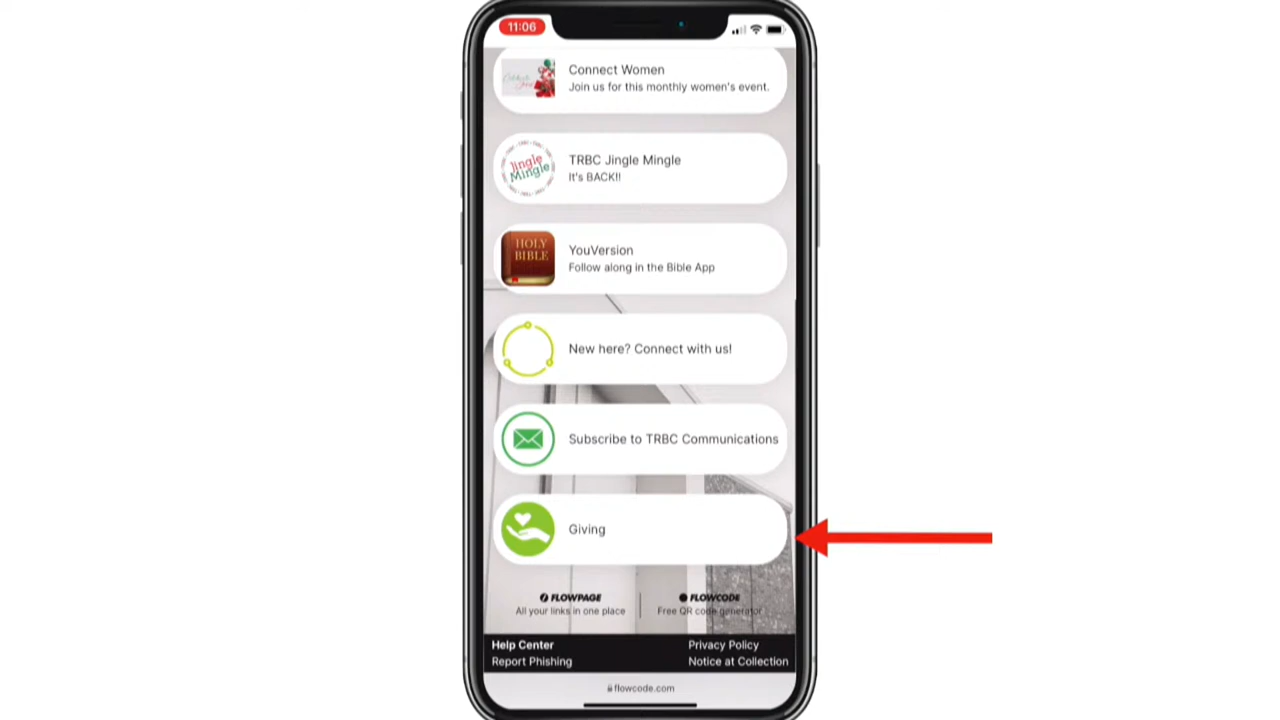 11:06
Connect Women
Join us for this monthly women's event.
Jingle
Mingle
TRBC Jingle Mingle
It's BACK!!
HOLY
BIBLE
YouVersion
Follow along in the Bible App
New here? Connect with us!
Subscribe to TRBC Communications
Giving
FLOWPAGE
All your links in one place
FLOWCODE
Free QR code generator
Help Center
Privacy Policy
Report Phishing
Notice at Collection
flowcode.com